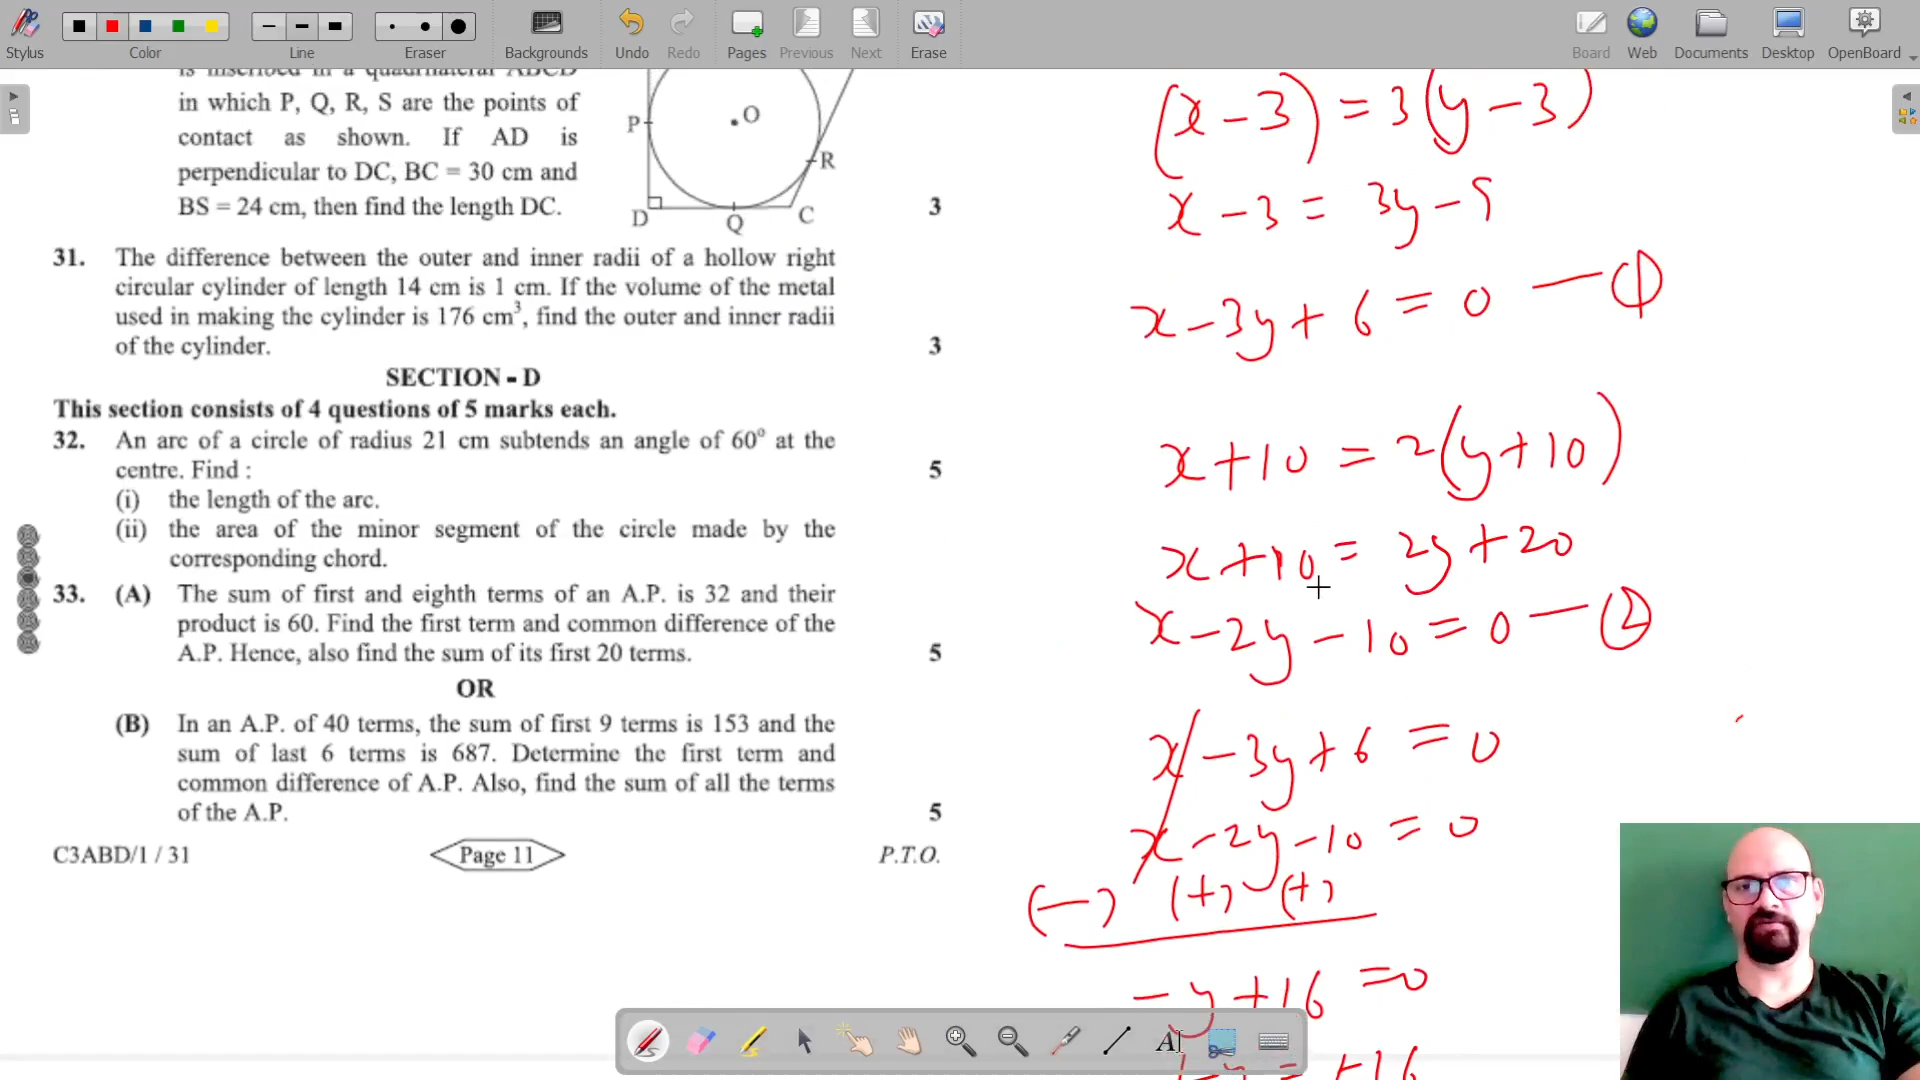 Stylus
Color
Line
Eraser
Backgrounds
Undo
Redo
Pages
Previous
Next
Erase
Board
Web
Documents
Desktop
OpenBoard
is inscribed in a quadrilateral ABCD
in which P, Q, R, S are the points of
contact as shown. If AD is
perpendicular to DC, BC = 30 cm and
BS = 24 cm, then find the length DC. 3
P
O
R
D
Q
C
31. The difference between the outer and inner radii of a hollow right
circular cylinder of length 14 cm is 1 cm. If the volume of the metal
used in making the cylinder is 176 cm³, find the outer and inner radii
of the cylinder. 3
SECTION - D
This section consists of 4 questions of 5 marks each.
32. An arc of a circle of radius 21 cm subtends an angle of 60° at the
centre. Find : 5
(i) the length of the arc.
(ii) the area of the minor segment of the circle made by the
corresponding chord.
33. (A) The sum of first and eighth terms of an A.P. is 32 and their
product is 60. Find the first term and common difference of the
A.P. Hence, also find the sum of its first 20 terms. 5
OR
(B) In an A.P. of 40 terms, the sum of first 9 terms is 153 and the
sum of last 6 terms is 687. Determine the first term and
common difference of A.P. Also, find the sum of all the terms
of the A.P. 5
C3ABD/1 / 31
Page 11
P.T.O.
(x - 3) = 3(y - 3)
x - 3 = 3y - 9
x - 3y + 6 = 0 — ①
x + 10 = 2(y + 10)
x + 10 = 2y + 20
x - 2y - 10 = 0 — ②
x - 3y + 6 = 0
x - 2y - 10 = 0
(-) (+) (+)
- y + 16 = 0